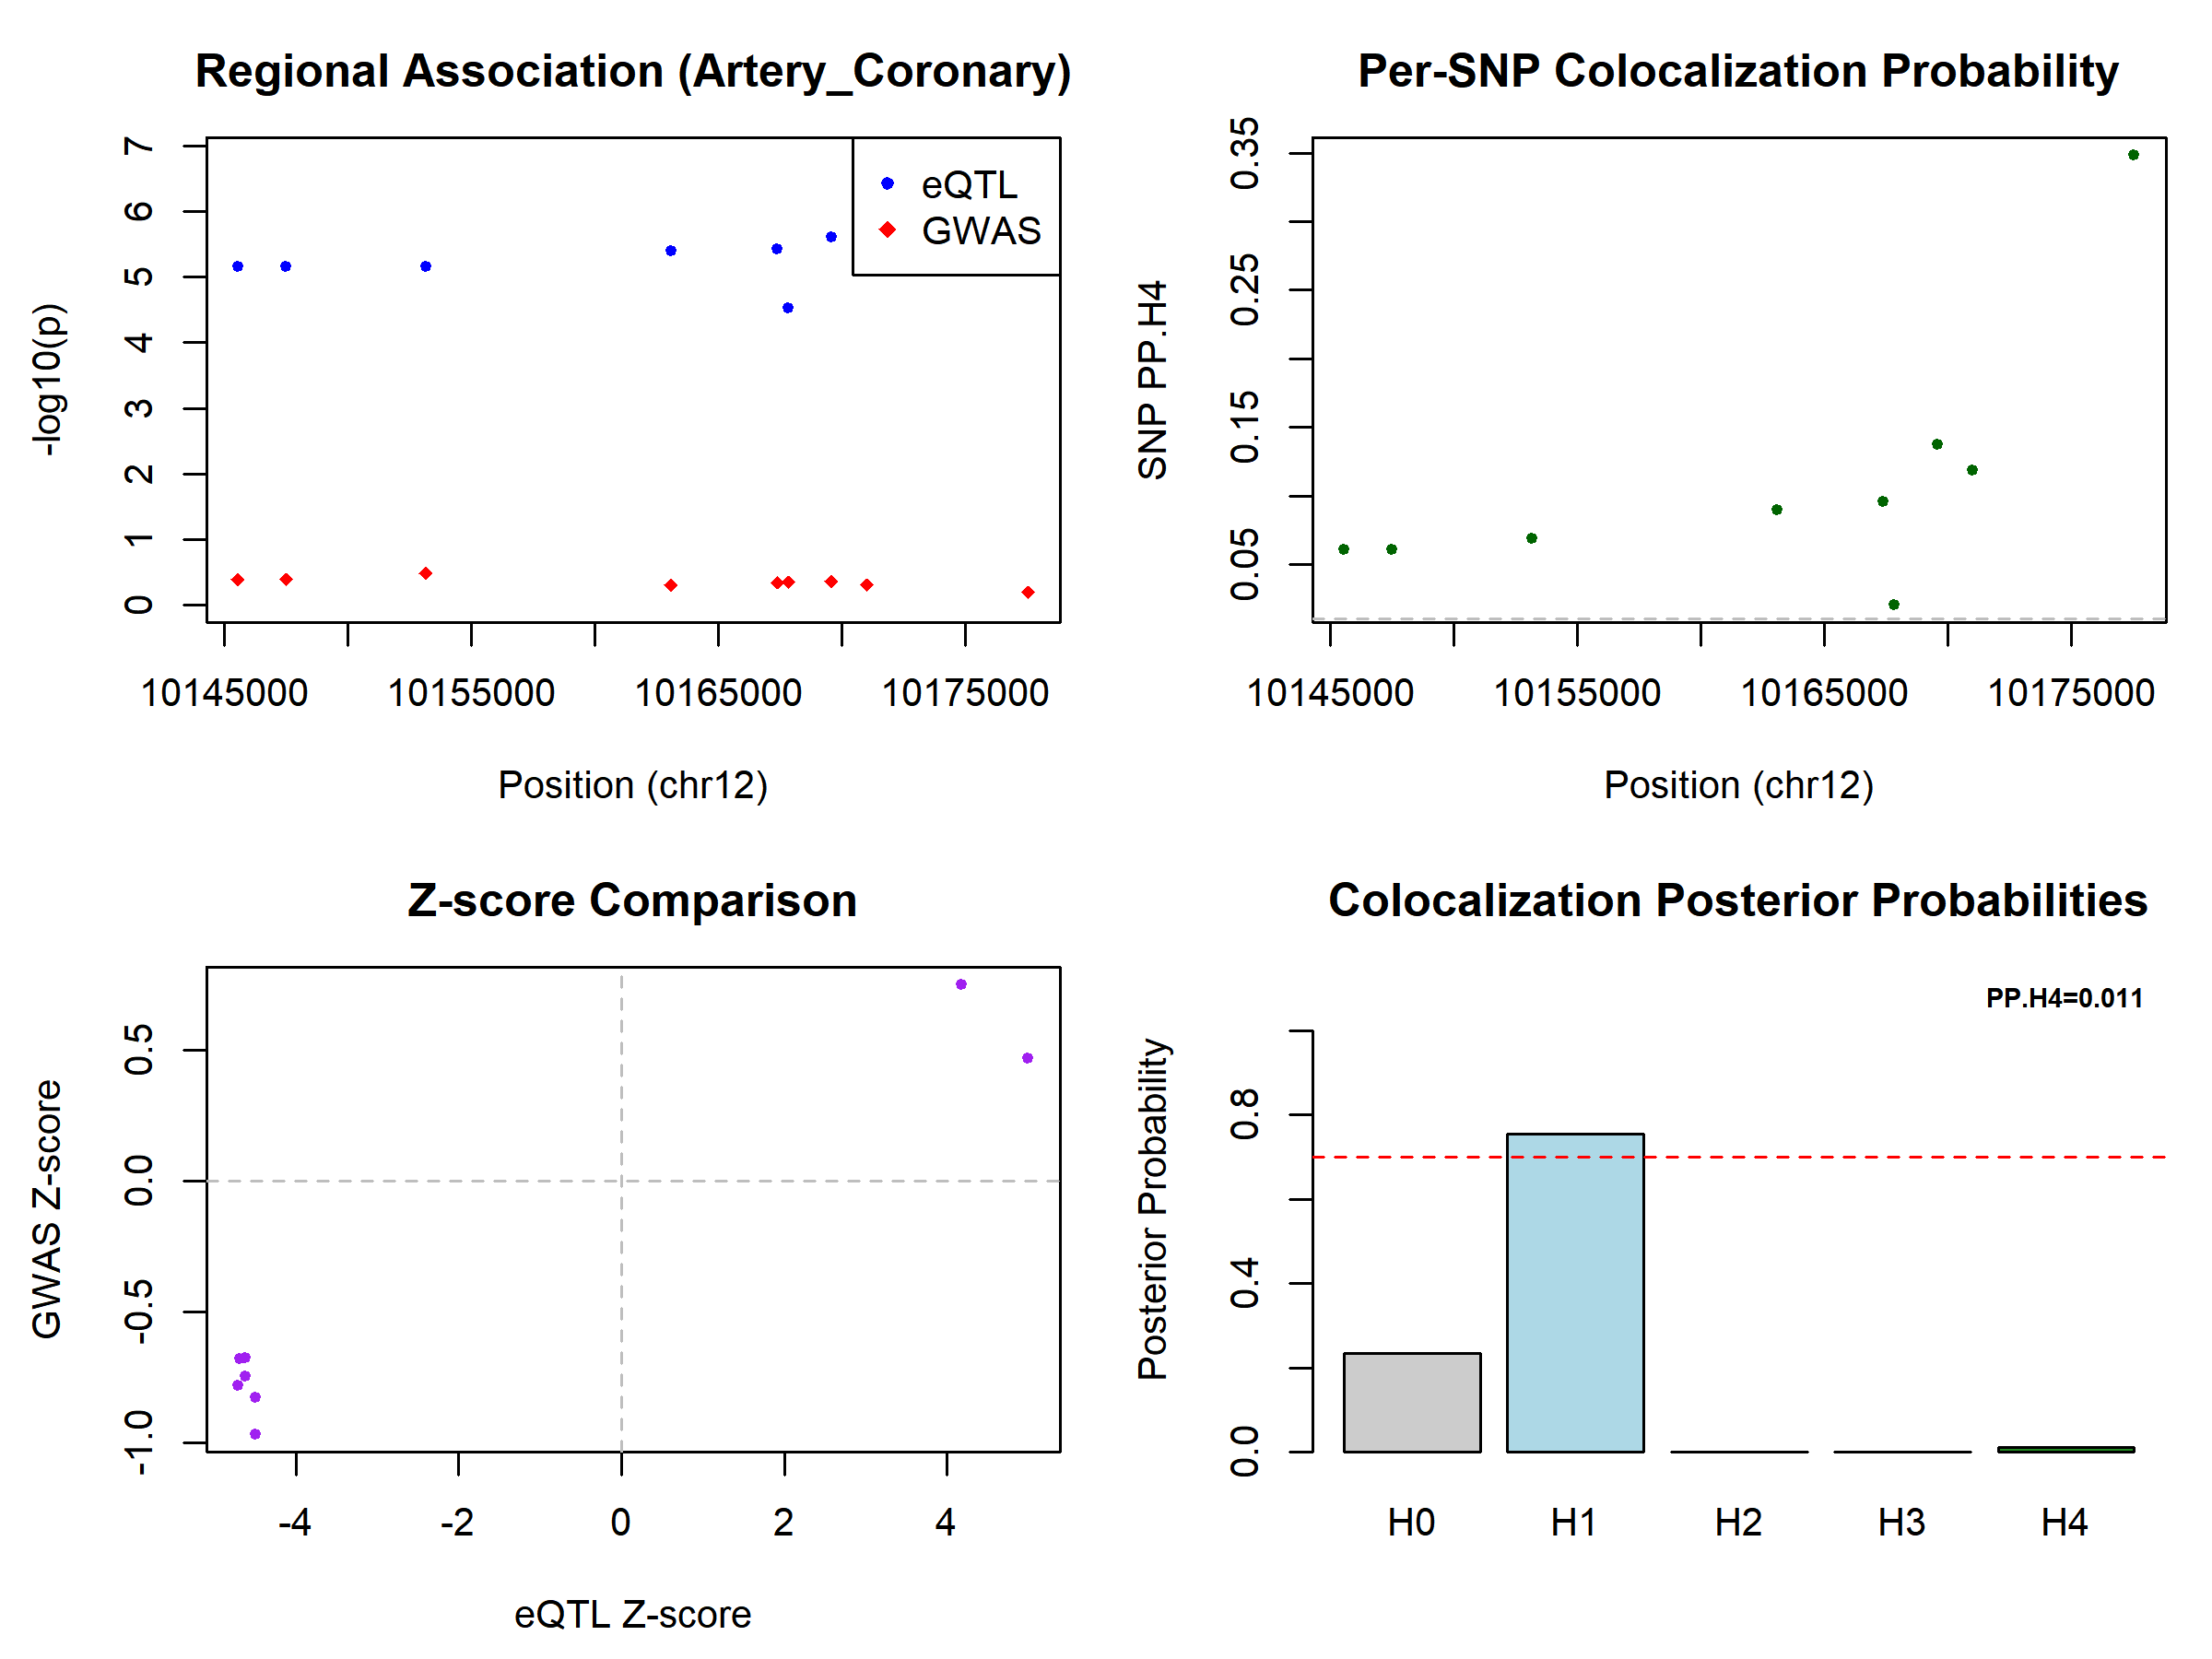 Regional Association (Artery_Coronary)
-log10(p)
7
6
5
4
3
2
1
0
eQTL
GWAS
10145000 10155000 10165000 10175000
Position (chr12)
Per-SNP Colocalization Probability
SNP PP.H4
0.35
0.25
0.15
0.05
10145000 10155000 10165000 10175000
Position (chr12)
Z-score Comparison
GWAS Z-score
0.5
0.0
-0.5
-1.0
-4 -2 0 2 4
eQTL Z-score
Colocalization Posterior Probabilities
PP.H4=0.011
Posterior Probability
0.8
0.4
0.0
H0 H1 H2 H3 H4